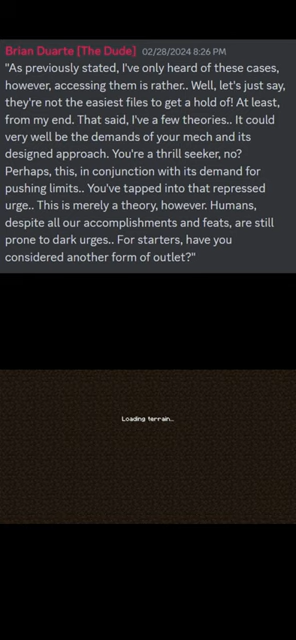 Brian Duarte [The Dude] 02/28/2024 8:26 PM
"As previously stated, I've only heard of these cases,
however, accessing them is rather.. Well, let's just say,
they're not the easiest files to get a hold of! At least,
from my end. That said, I've a few theories.. It could
very well be the demands of your mech and its
designed approach. You're a thrill seeker, no?
Perhaps, this, in conjunction with its demand for
pushing limits.. You've tapped into that repressed
urge.. This is merely a theory, however. Humans,
despite all our accomplishments and feats, are still
prone to dark urges.. For starters, have you
considered another form of outlet?"
Loading terrain...